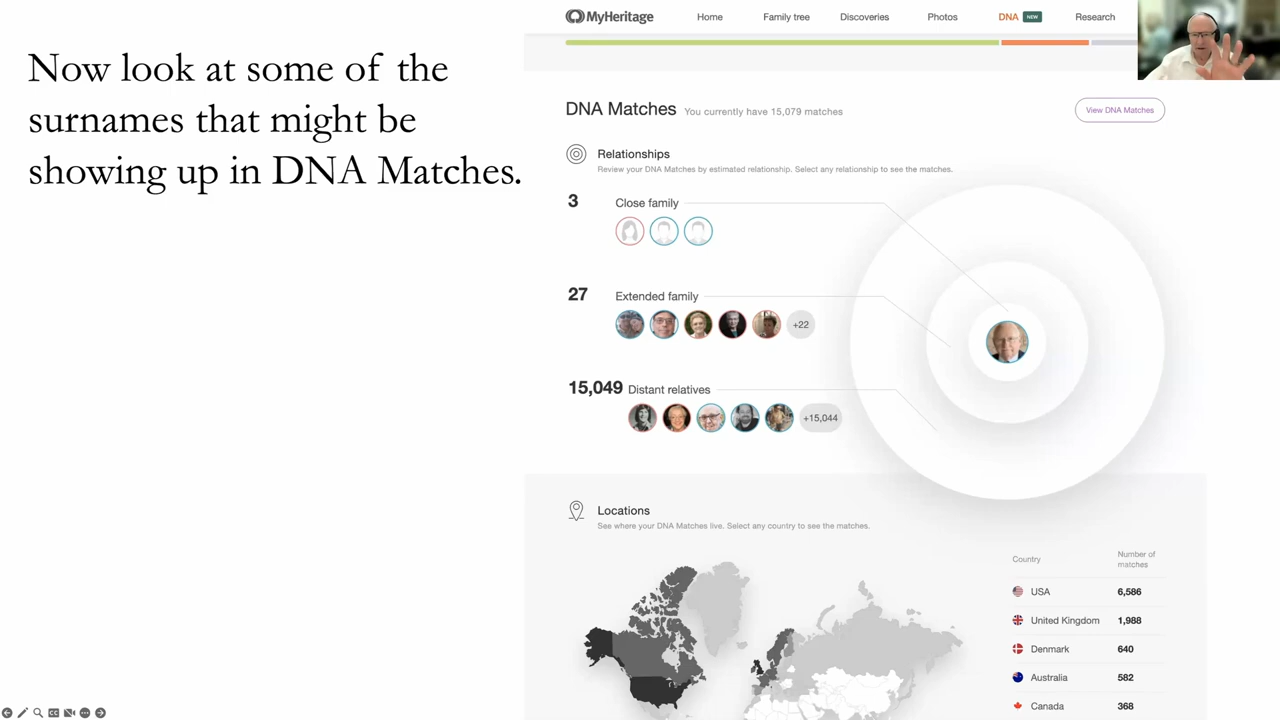 Now look at some of the
surnames that might be
showing up in DNA Matches.
MyHeritage Home Family tree Discoveries Photos DNA NEW Research
DNA Matches You currently have 15,079 matches View DNA Matches
Relationships
Review your DNA Matches by estimated relationship. Select any relationship to see the matches.
3 Close family
27 Extended family
+22
15,049 Distant relatives
+15,044
Locations
See where your DNA Matches live. Select any country to see the matches.
Country Number of
matches
USA 6,586
United Kingdom 1,988
Denmark 640
Australia 582
Canada 368